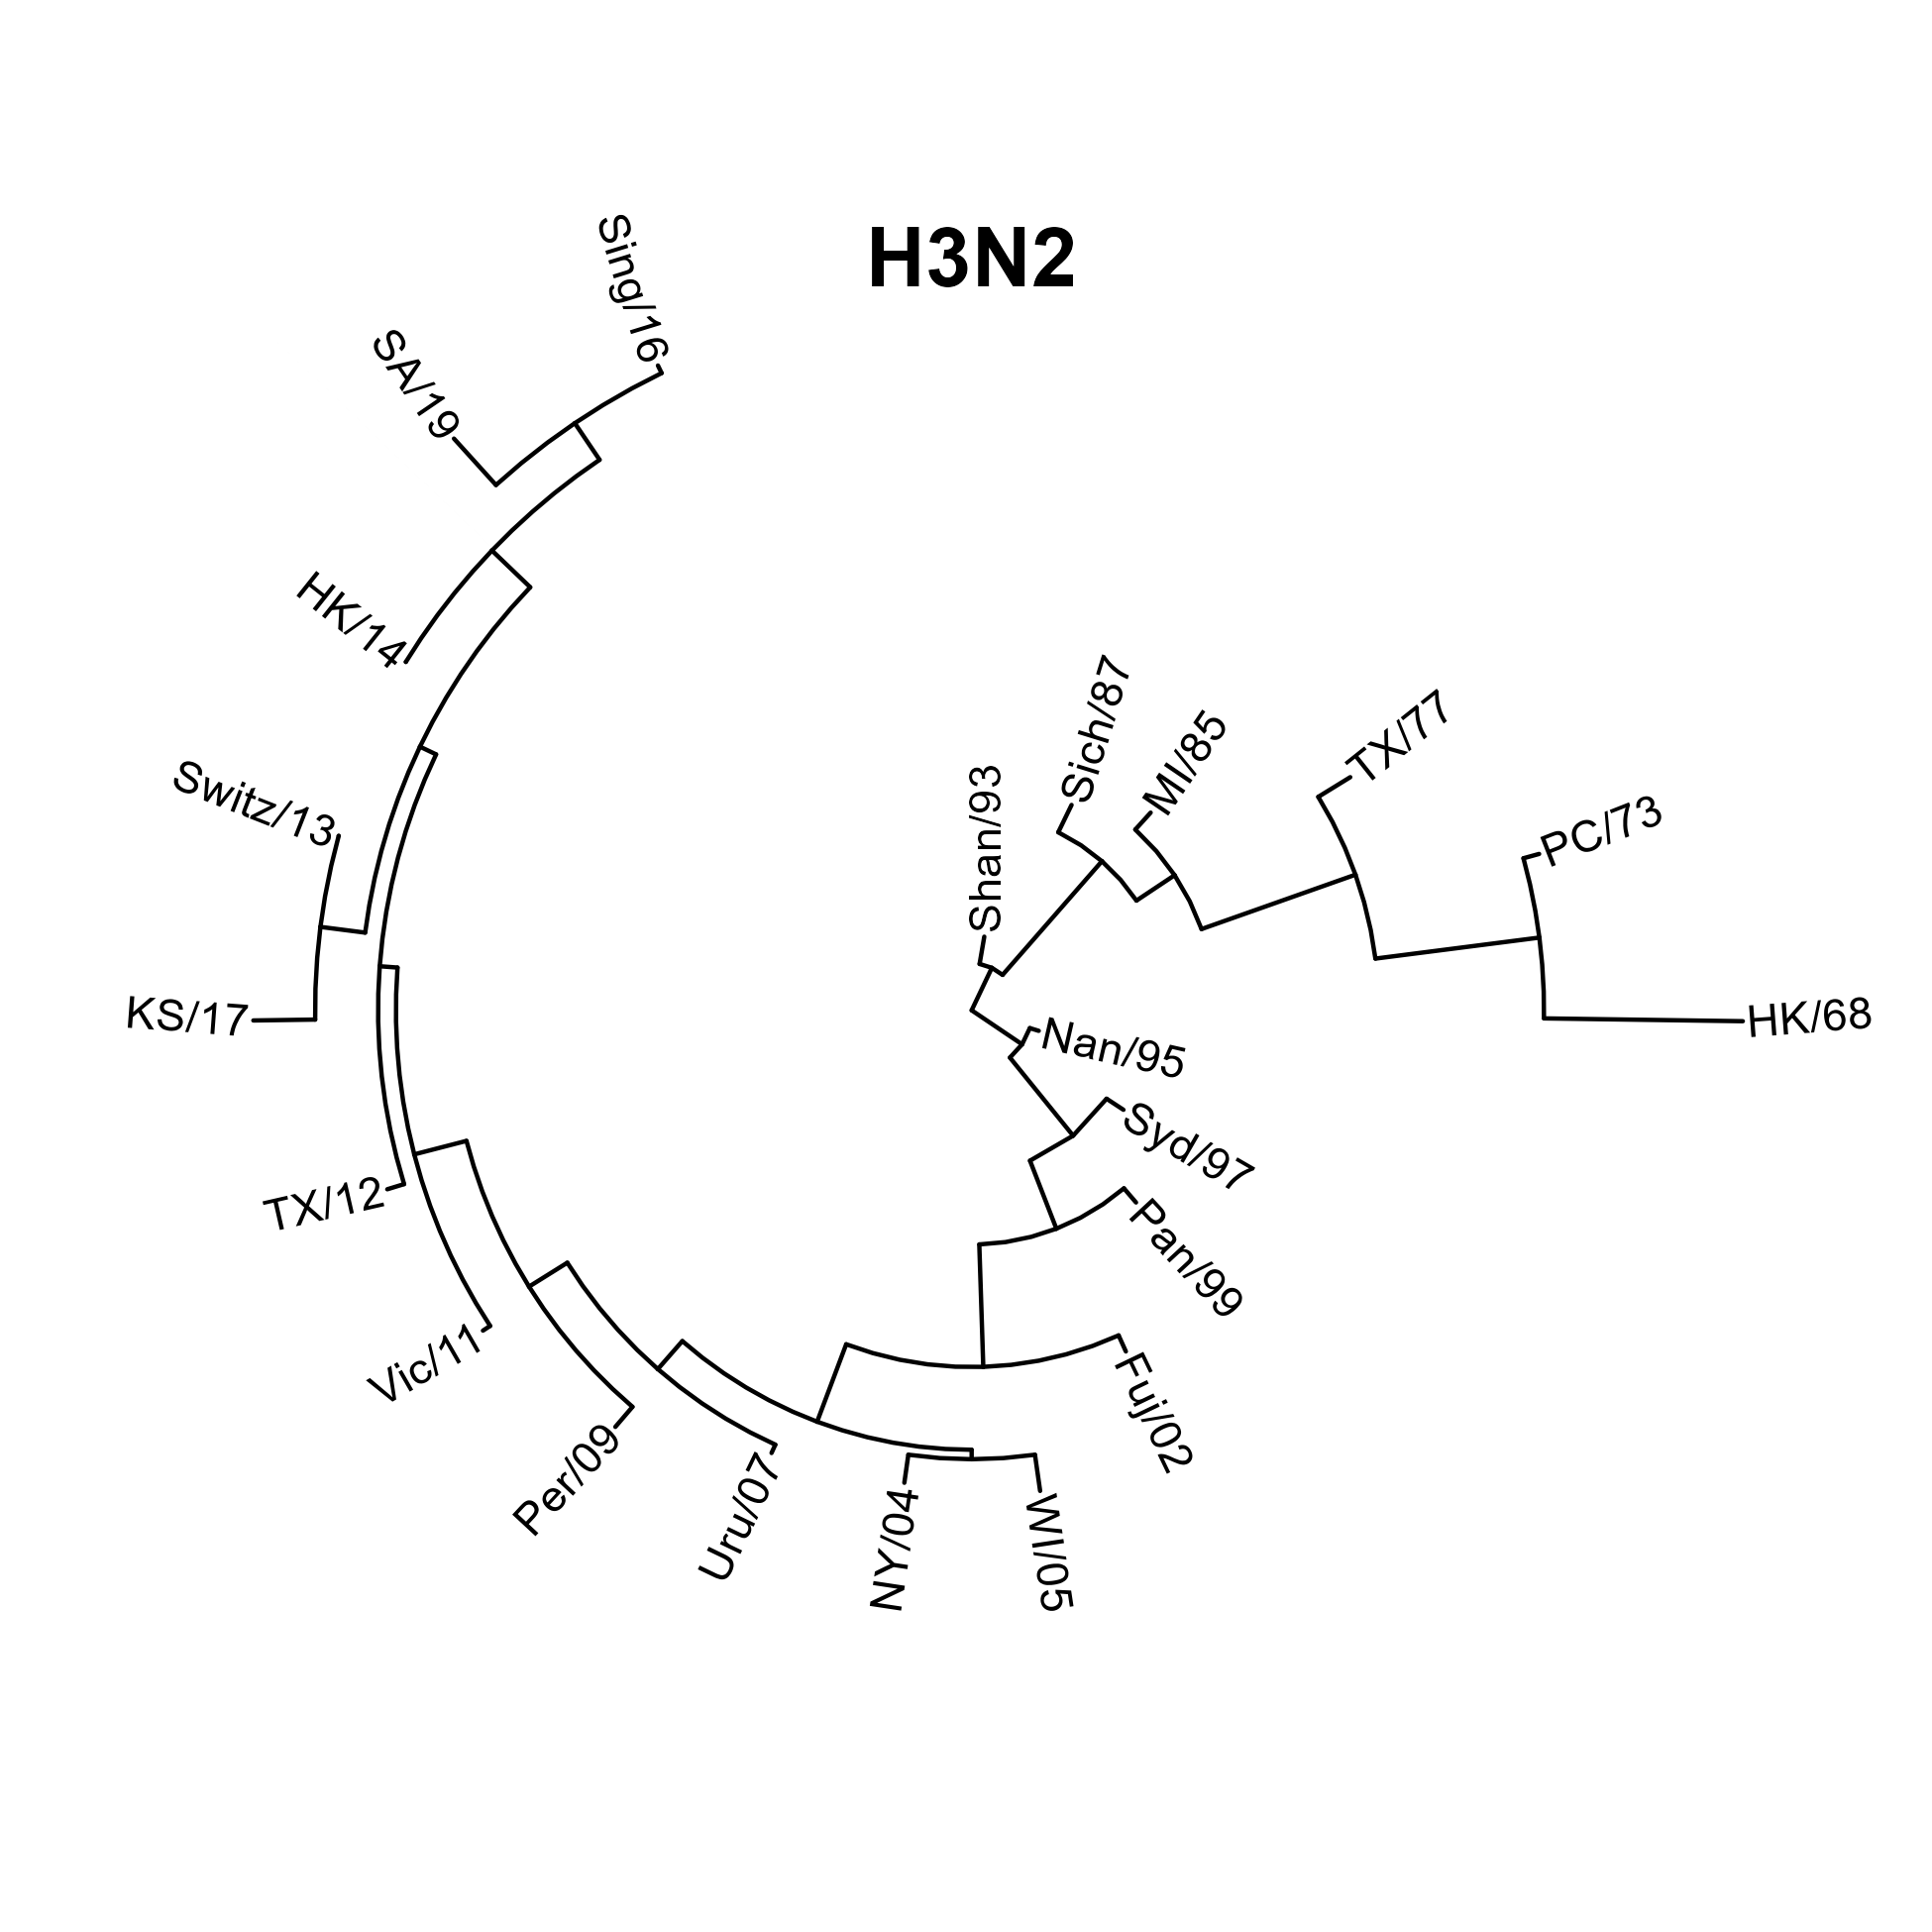 H3N2
Sing/16
SA/19
HK/14
Switz/13
KS/17
TX/12
Vic/11
Per/09
Uru/07
NY/04
WI/05
Fuj/02
Pan/99
Syd/97
Nan/95
Shan/93
Sich/87
MI/85
TX/77
PC/73
HK/68